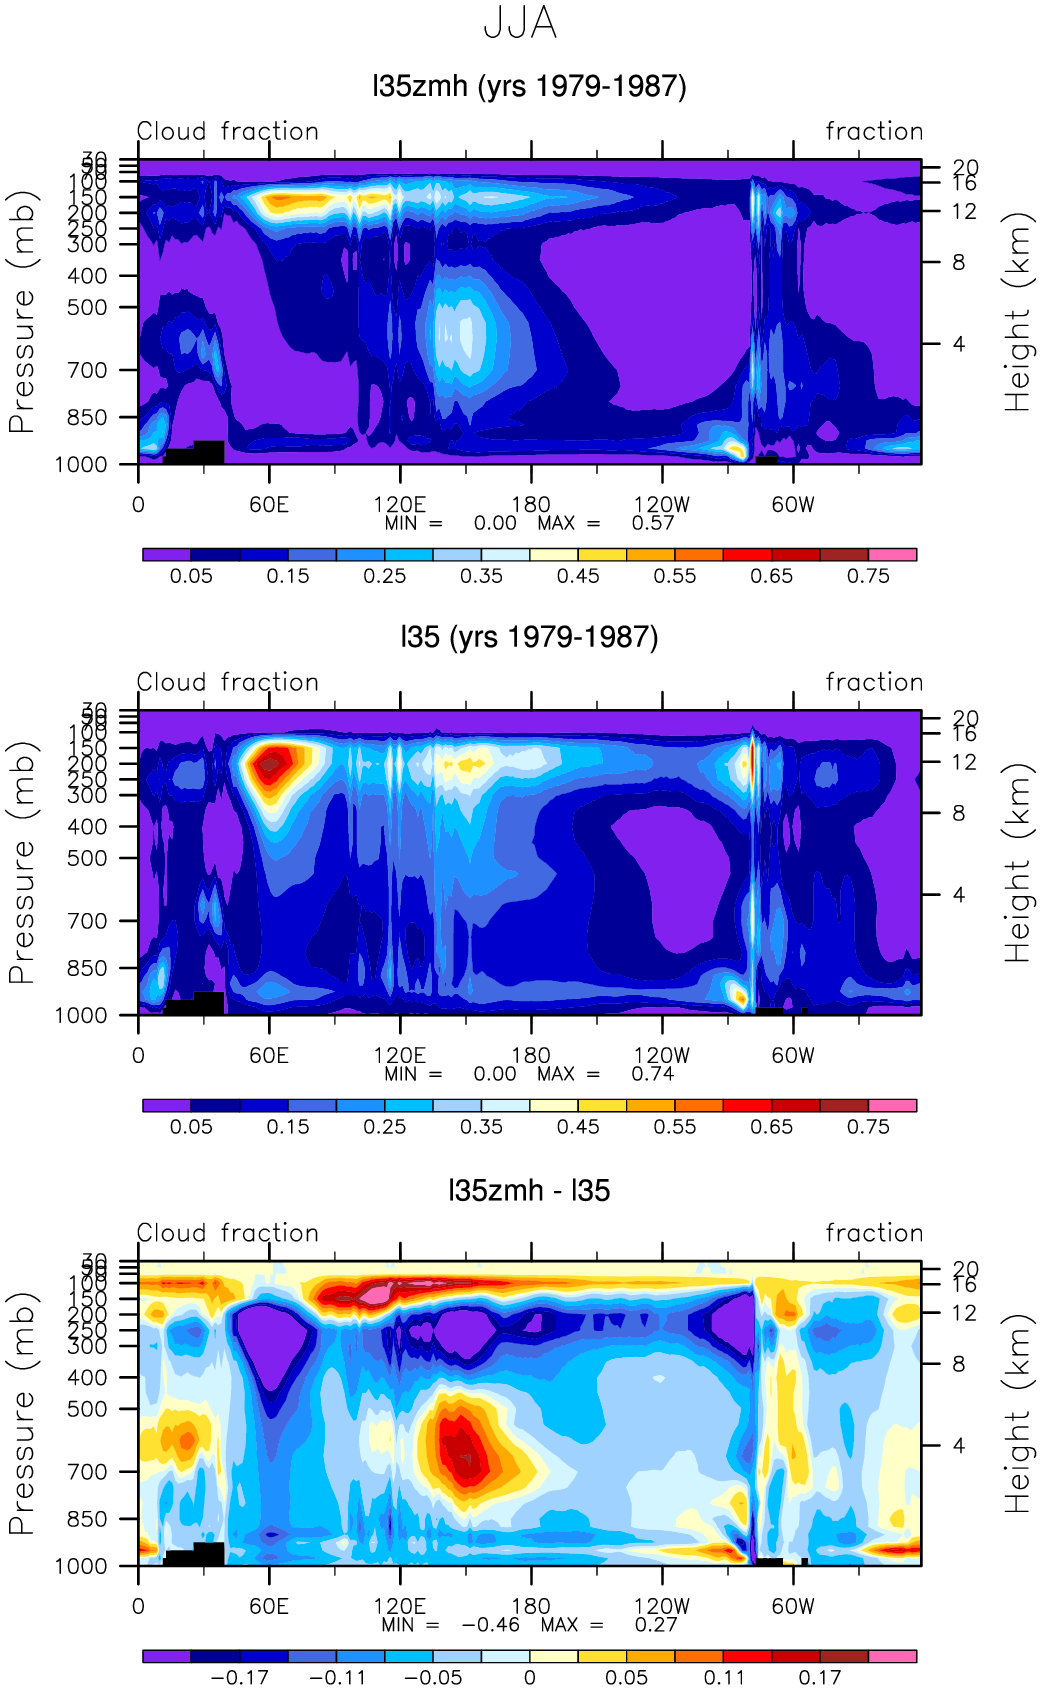 JJA
l35zmh (yrs 1979-1987)
Cloud fraction fraction
Pressure (mb)
30
100
150
200
250
300
400
500
700
850
1000
20
16
12
8
4
Height (km)
0 60E 120E 180 120W 60W
MIN = 0.00 MAX = 0.57
0.05 0.15 0.25 0.35 0.45 0.55 0.65 0.75
l35 (yrs 1979-1987)
Cloud fraction fraction
Pressure (mb)
30
100
150
200
250
300
400
500
700
850
1000
20
16
12
8
4
Height (km)
0 60E 120E 180 120W 60W
MIN = 0.00 MAX = 0.74
0.05 0.15 0.25 0.35 0.45 0.55 0.65 0.75
l35zmh - l35
Cloud fraction fraction
Pressure (mb)
30
100
150
200
250
300
400
500
700
850
1000
20
16
12
8
4
Height (km)
0 60E 120E 180 120W 60W
MIN = −0.46 MAX = 0.27
−0.17 −0.11 −0.05 0 0.05 0.11 0.17